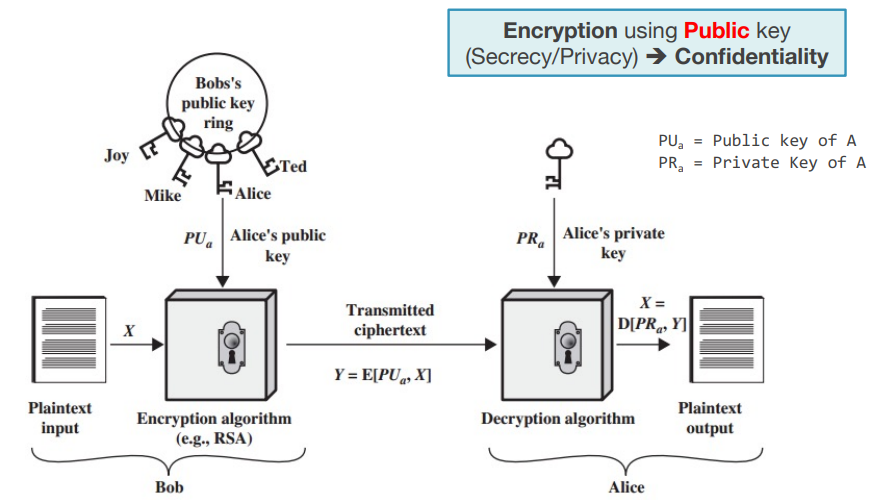 Encryption using Public key
(Secrecy/Privacy) ➔ Confidentiality
Bobs's
public key
ring
Joy
Ted
Mike
Alice
PUa = Public key of A
PRa = Private Key of A
PUa
Alice's public
key
PRa
Alice's private
key
X
Transmitted
ciphertext
Y = E[PUa, X]
X =
D[PRa, Y]
Plaintext
input
Encryption algorithm
(e.g., RSA)
Decryption algorithm
Plaintext
output
Bob
Alice